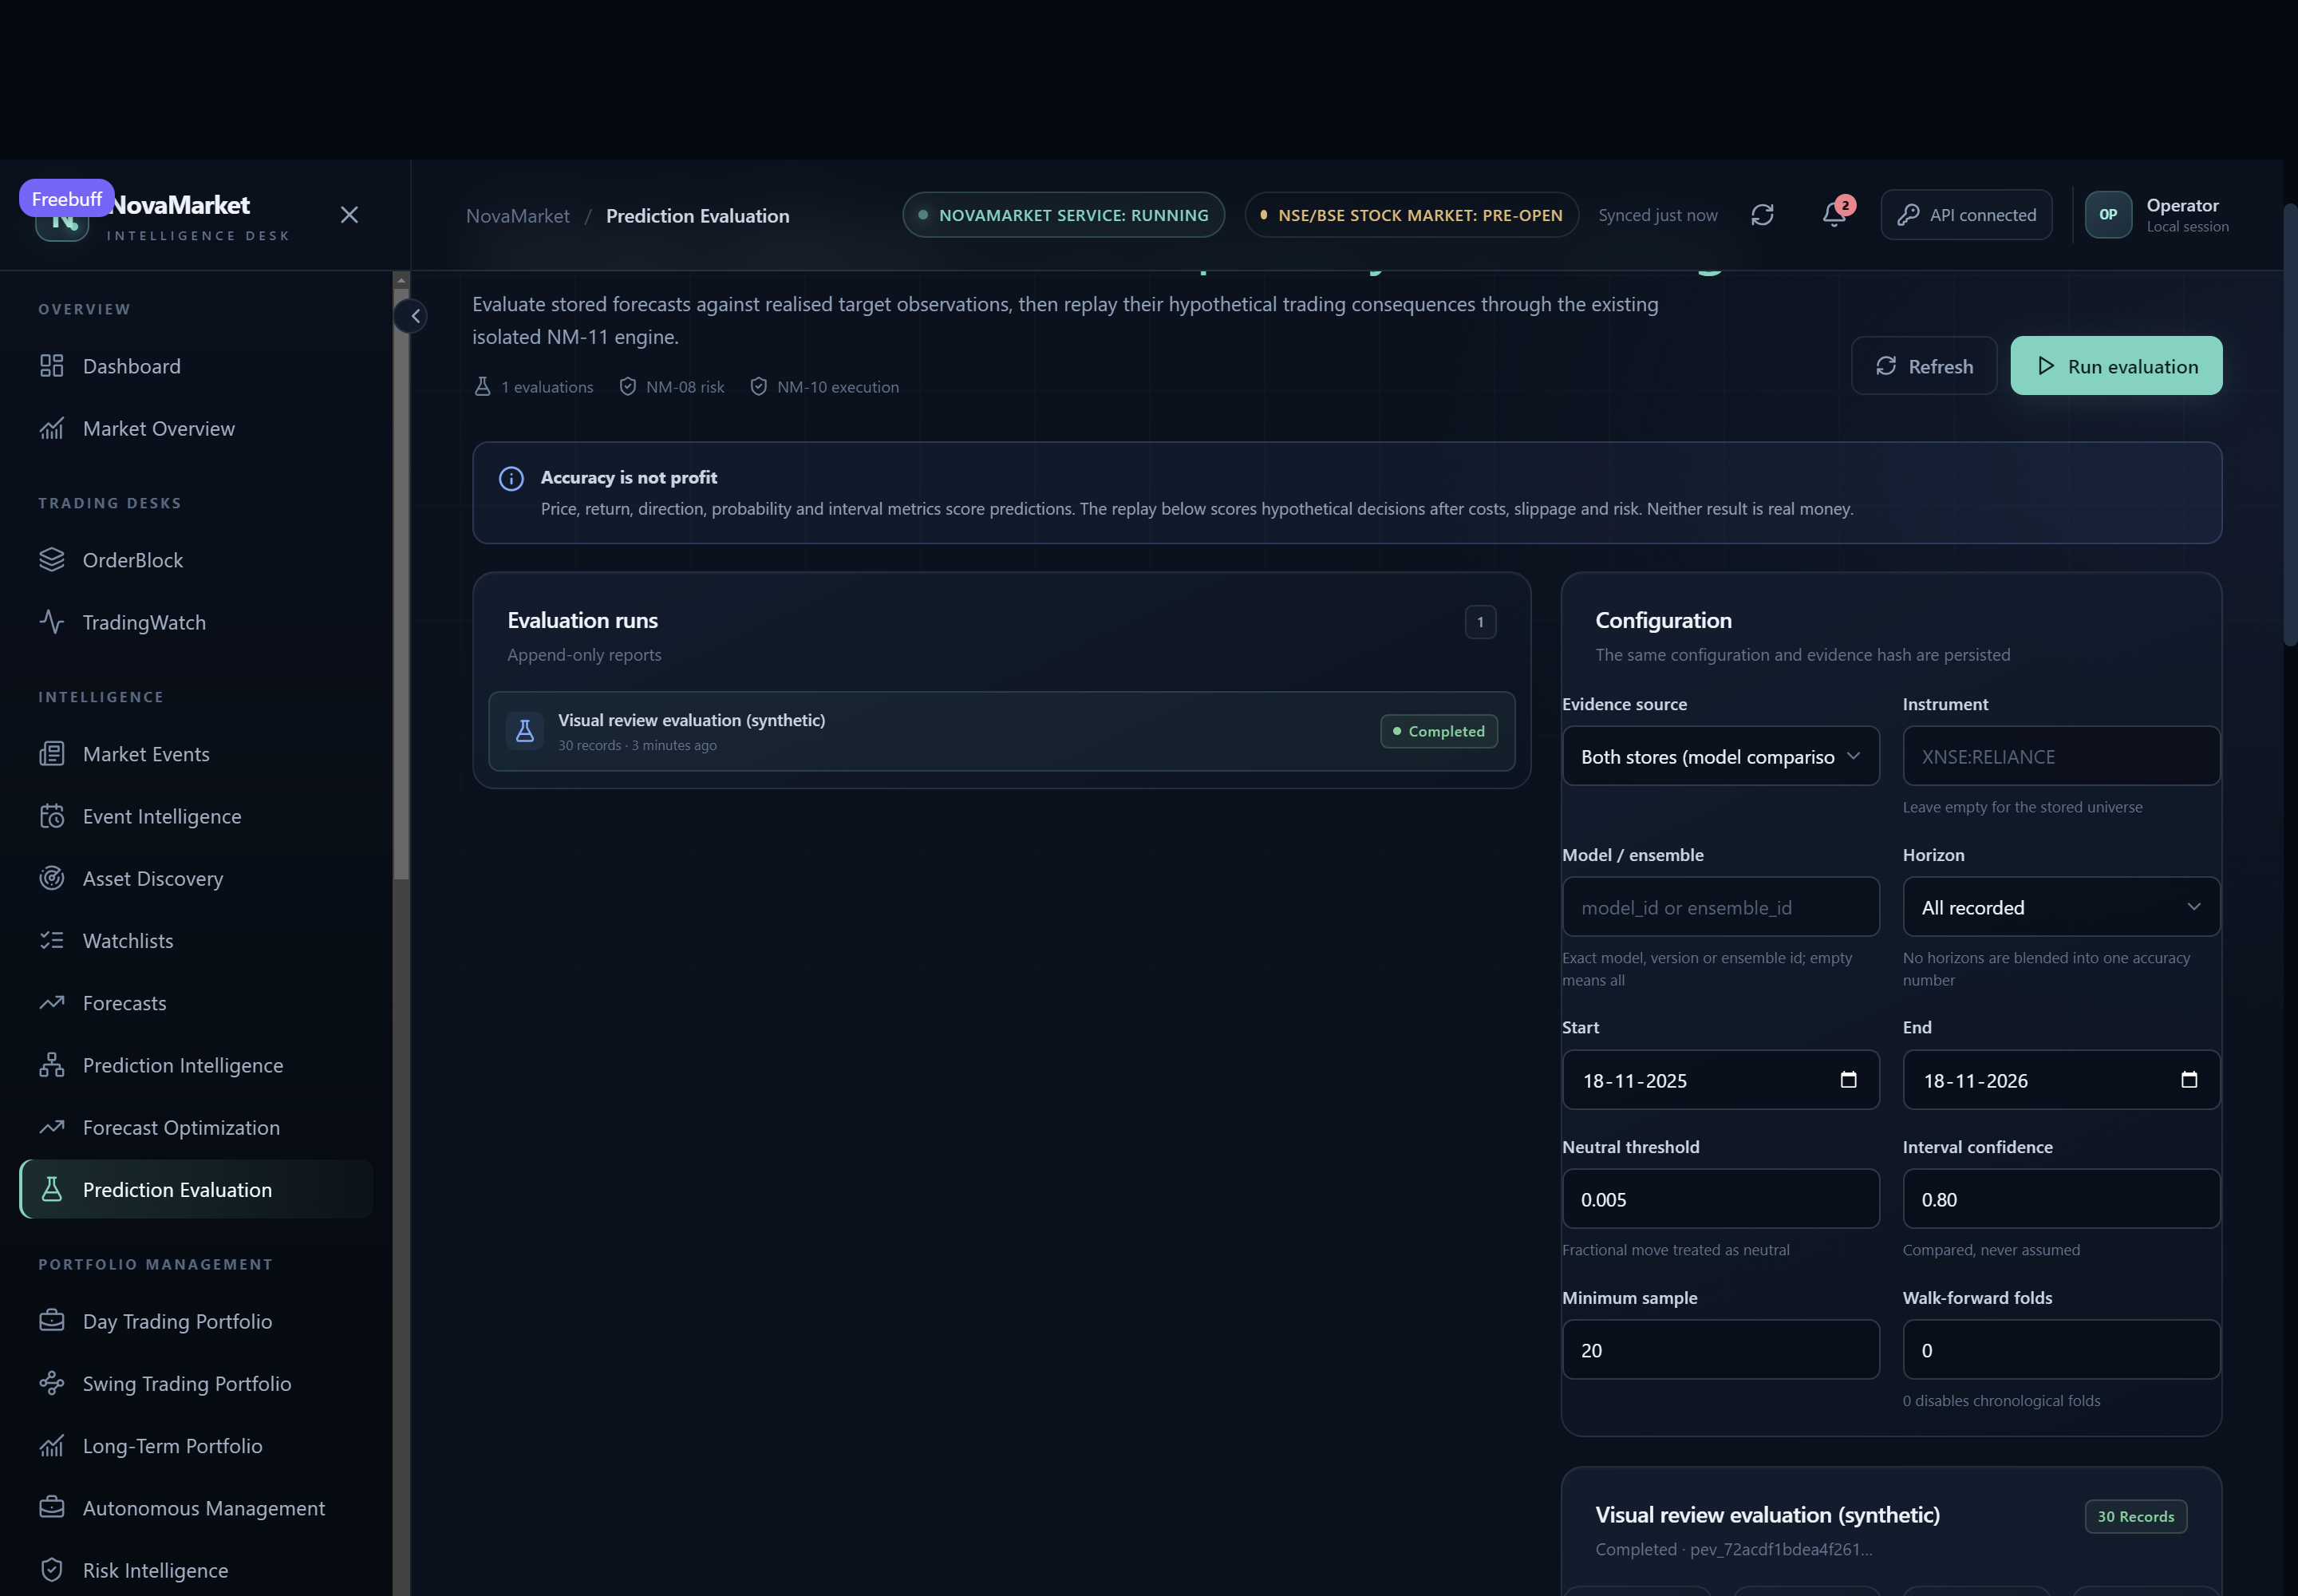 Freebuff
NovaMarket
INTELLIGENCE DESK
NovaMarket / Prediction Evaluation
NOVAMARKET SERVICE: RUNNING
NSE/BSE STOCK MARKET: PRE-OPEN
Synced just now
2
API connected
OP
Operator
Local session
OVERVIEW
Dashboard
Market Overview
TRADING DESKS
OrderBlock
TradingWatch
INTELLIGENCE
Market Events
Event Intelligence
Asset Discovery
Watchlists
Forecasts
Prediction Intelligence
Forecast Optimization
Prediction Evaluation
PORTFOLIO MANAGEMENT
Day Trading Portfolio
Swing Trading Portfolio
Long-Term Portfolio
Autonomous Management
Risk Intelligence
Evaluate stored forecasts against realised target observations, then replay their hypothetical trading consequences through the existing
isolated NM-11 engine.
1 evaluations
NM-08 risk
NM-10 execution
Refresh
Run evaluation
Accuracy is not profit
Price, return, direction, probability and interval metrics score predictions. The replay below scores hypothetical decisions after costs, slippage and risk. Neither result is real money.
Evaluation runs
1
Append-only reports
Visual review evaluation (synthetic)
30 records · 3 minutes ago
Completed
Configuration
The same configuration and evidence hash are persisted
Evidence source
Both stores (model compariso
Instrument
XNSE:RELIANCE
Leave empty for the stored universe
Model / ensemble
model_id or ensemble_id
Exact model, version or ensemble id; empty
means all
Horizon
All recorded
No horizons are blended into one accuracy
number
Start
18-11-2025
End
18-11-2026
Neutral threshold
0.005
Fractional move treated as neutral
Interval confidence
0.80
Compared, never assumed
Minimum sample
20
Walk-forward folds
0
0 disables chronological folds
Visual review evaluation (synthetic)
30 Records
Completed · pev_72acdf1bdea4f261...